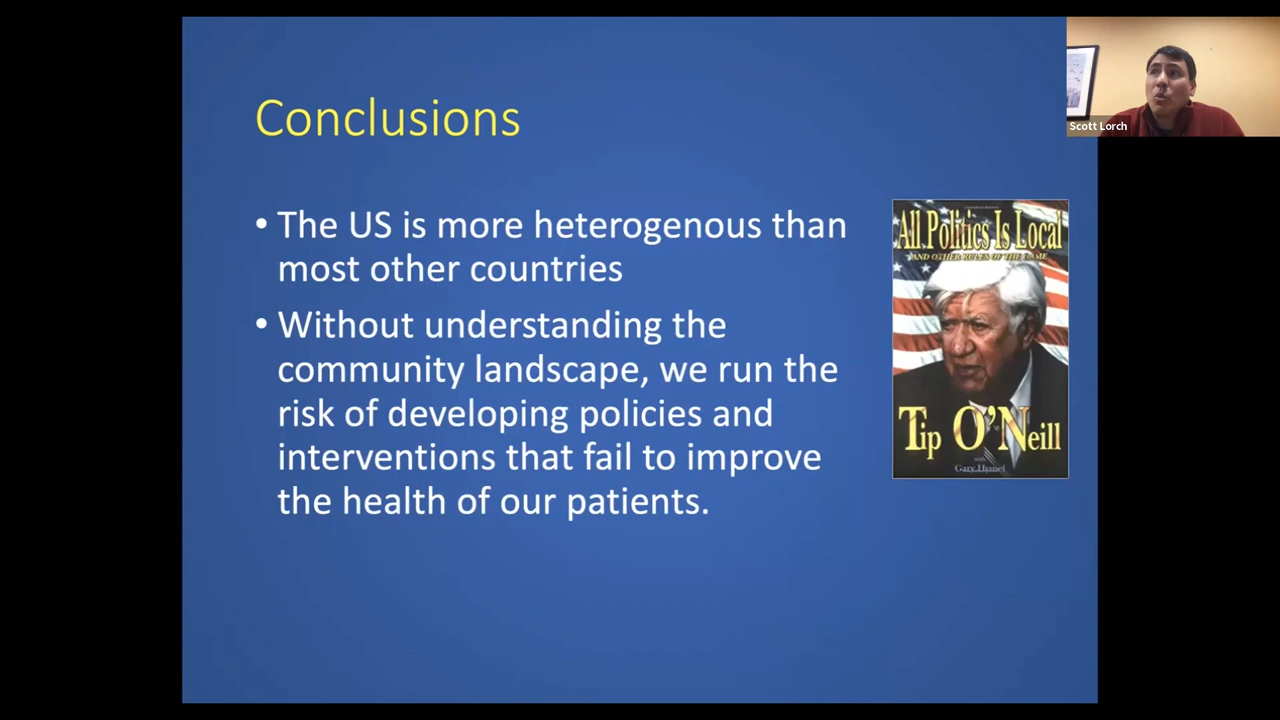 Conclusions
• The US is more heterogenous than
most other countries
• Without understanding the
community landscape, we run the
risk of developing policies and
interventions that fail to improve
the health of our patients.
All Politics Is Local
AND OTHER RULES OF THE GAME
Tip O'Neill
with
Gary Hymel
Scott Lorch